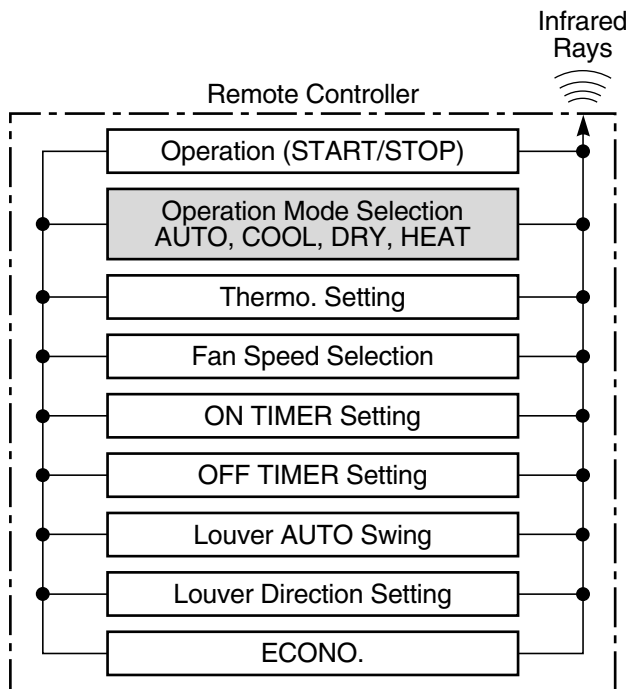 Infrared
Rays
Remote Controller
Operation (START/STOP)
Operation Mode Selection
AUTO, COOL, DRY, HEAT
Thermo. Setting
Fan Speed Selection
ON TIMER Setting
OFF TIMER Setting
Louver AUTO Swing
Louver Direction Setting
ECONO.